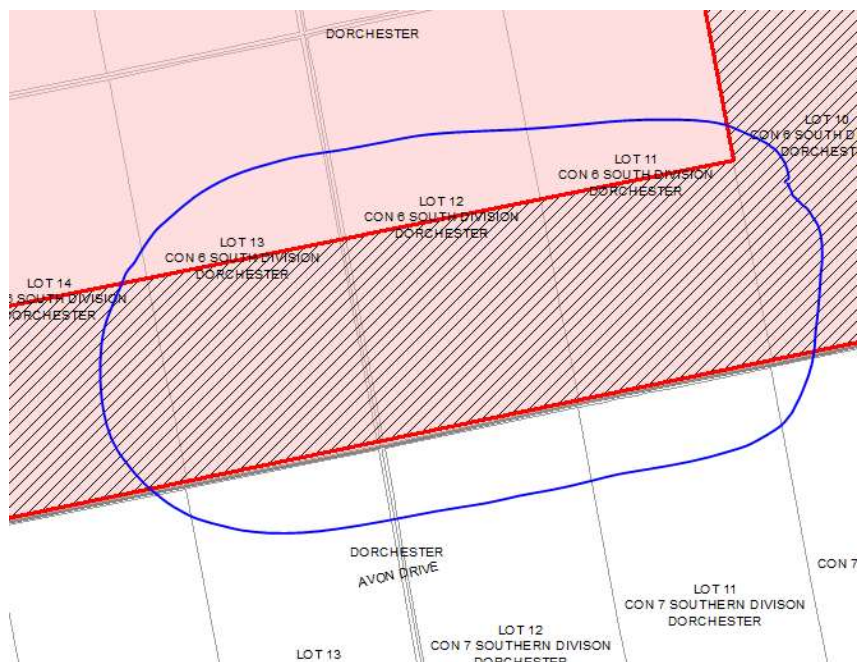 DORCHESTER
LOT 10
CON 6 SOUTH D
DORCHEST
LOT 11
CON 6 SOUTH DIVISION
DORCHESTER
LOT 12
CON 6 SOUTH DIVISION
DORCHESTER
LOT 13
CON 6 SOUTH DIVISION
DORCHESTER
LOT 14
6 SOUTH DIVISION
DORCHESTER
DORCHESTER
AVON DRIVE
CON 7
LOT 11
CON 7 SOUTHERN DIVISON
DORCHESTER
LOT 12
CON 7 SOUTHERN DIVISON
DORCHESTER
LOT 13